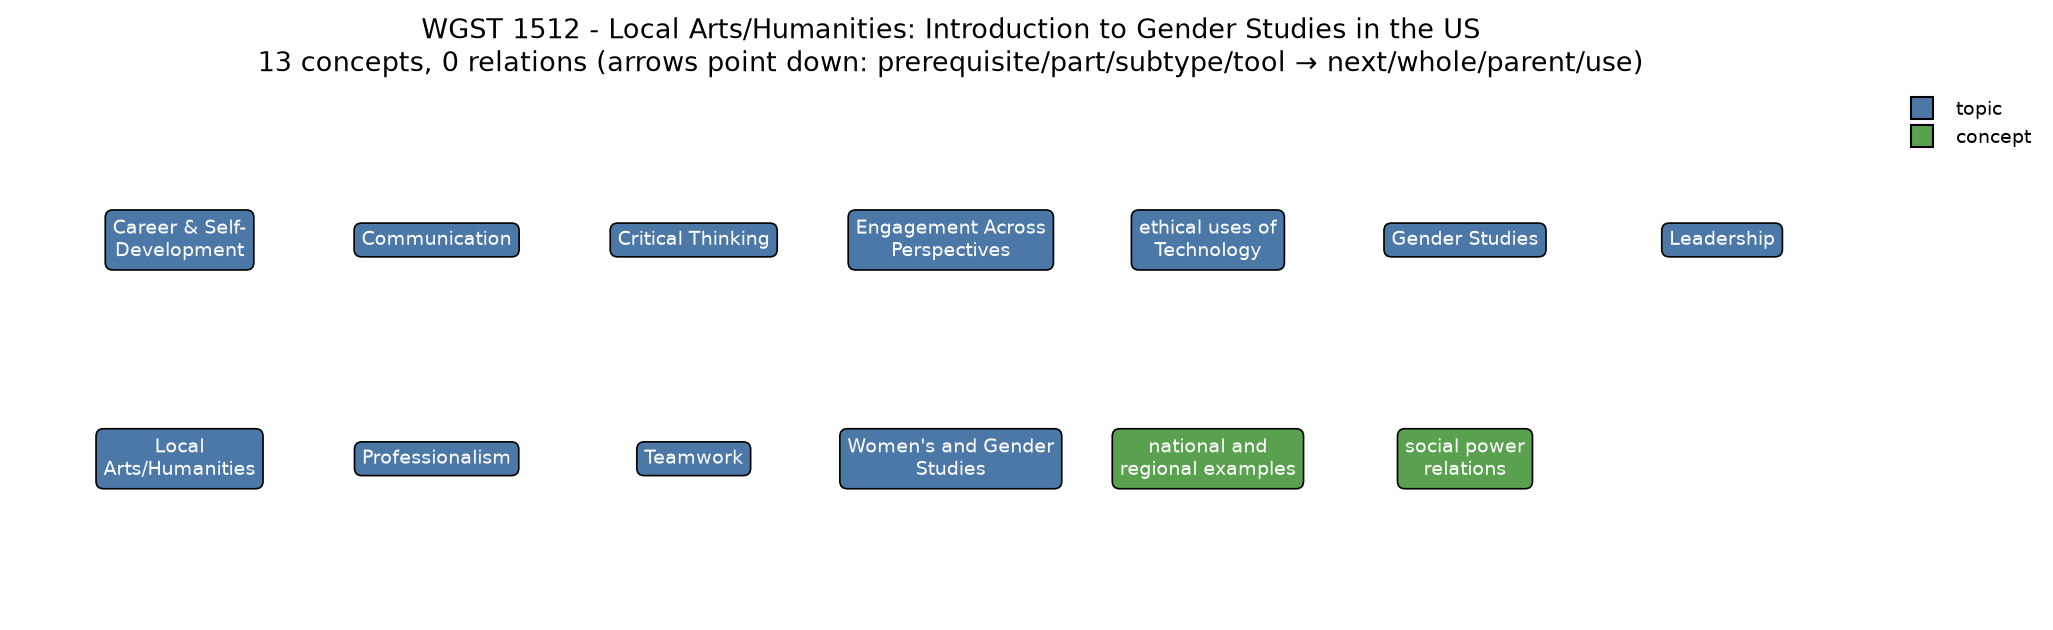 WGST 1512 - Local Arts/Humanities: Introduction to Gender Studies in the US
13 concepts, 0 relations (arrows point down: prerequisite/part/subtype/tool → next/whole/parent/use)
topic
concept
Career & Self-
Development
Communication
Critical Thinking
Engagement Across
Perspectives
ethical uses of
Technology
Gender Studies
Leadership
Local
Arts/Humanities
Professionalism
Teamwork
Women's and Gender
Studies
national and
regional examples
social power
relations